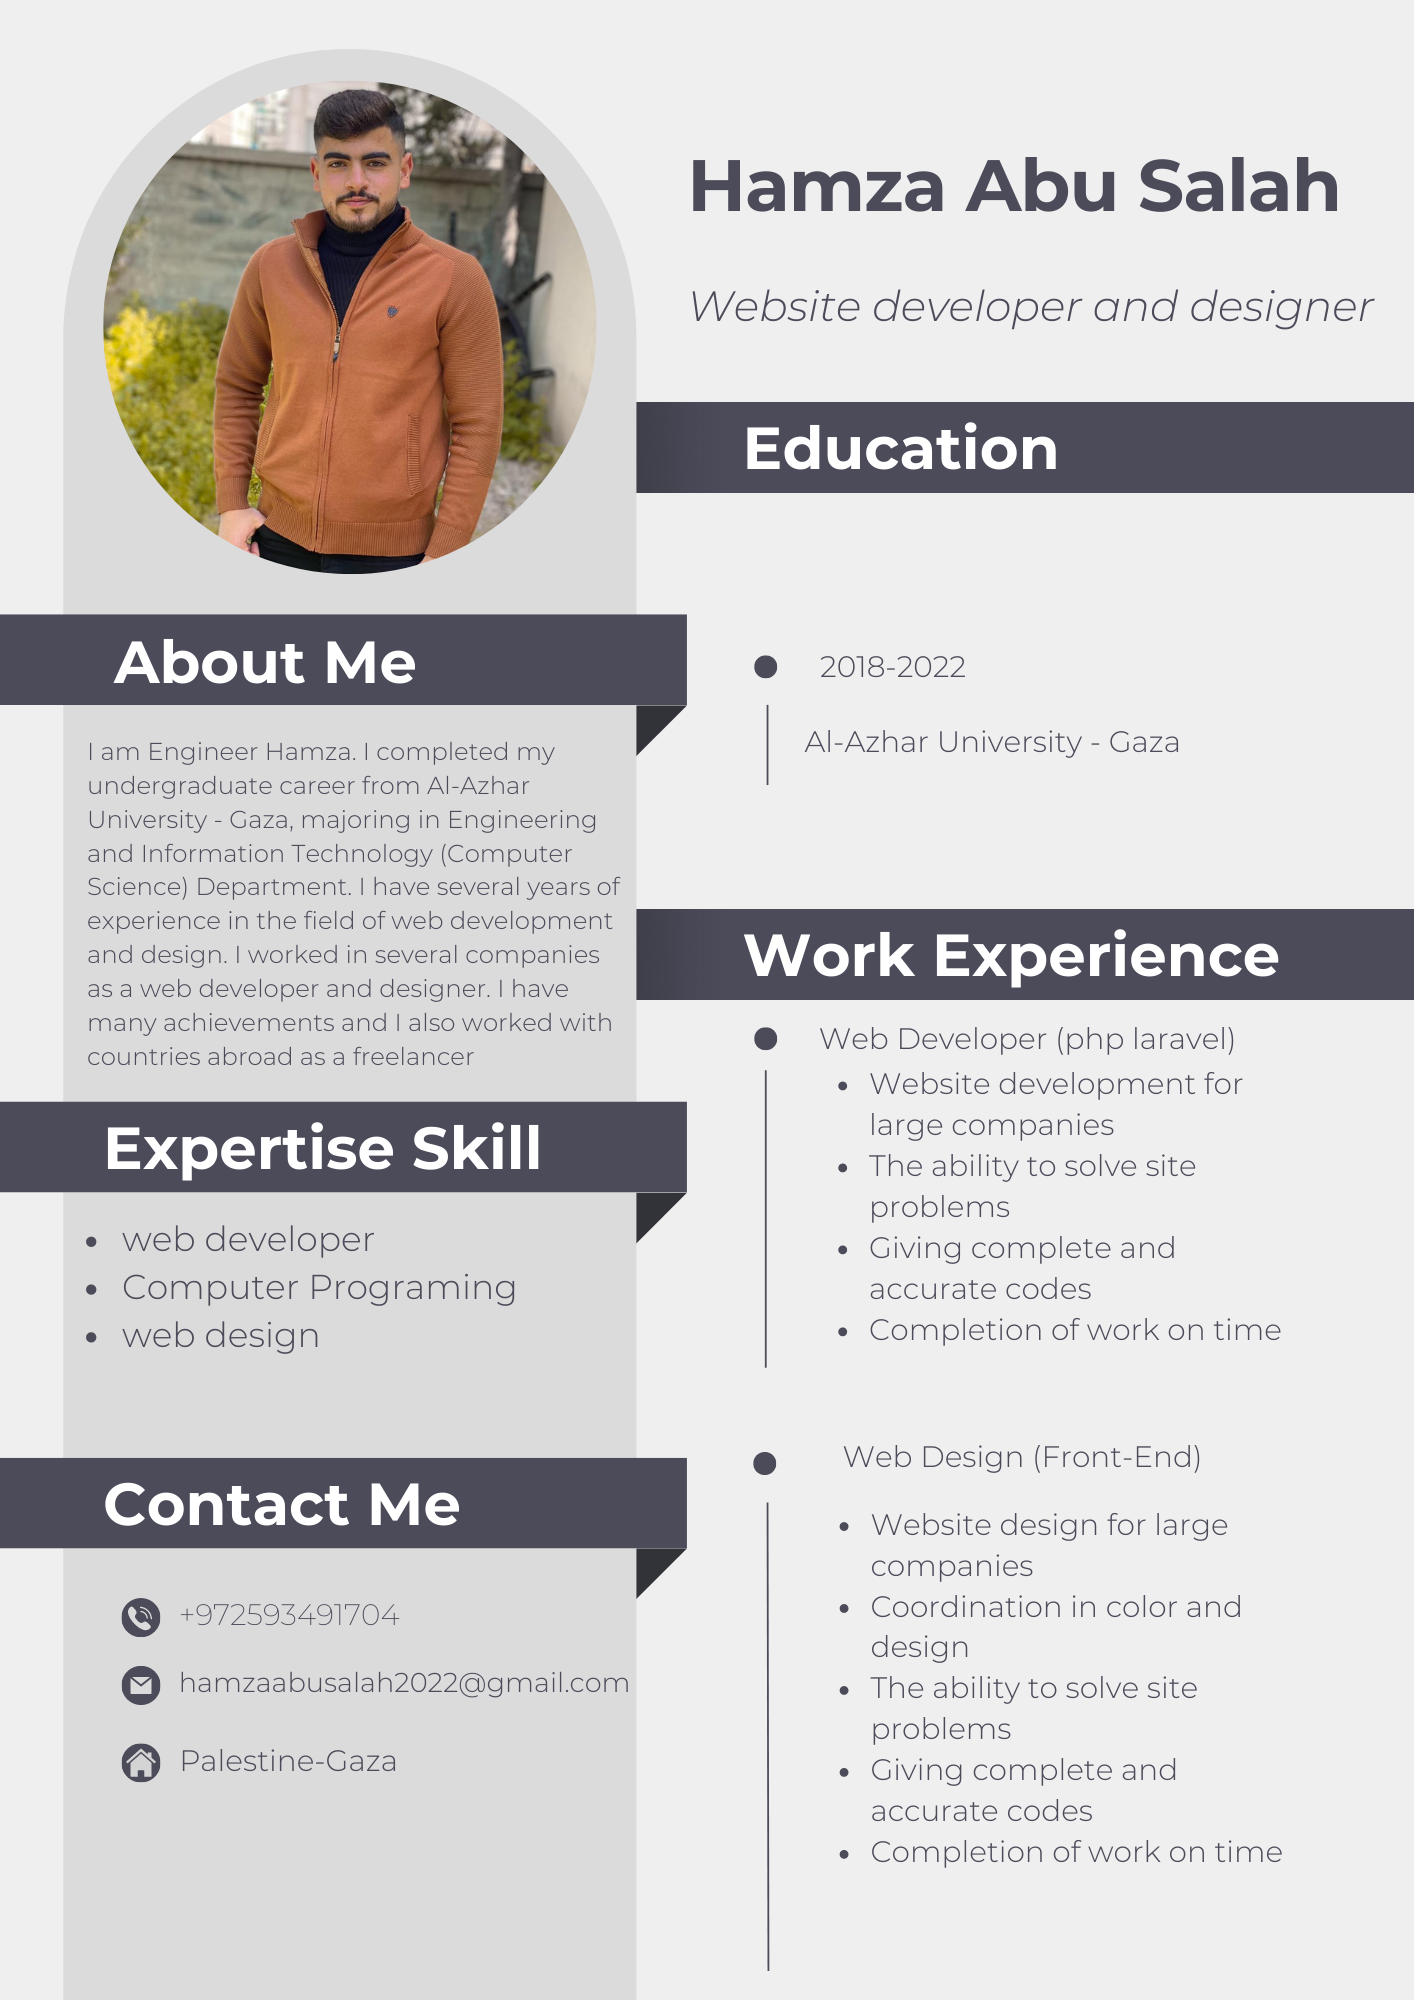 Hamza Abu Salah
Website developer and designer
Education
2018-2022
Al-Azhar University - Gaza
About Me
I am Engineer Hamza. I completed my
undergraduate career from Al-Azhar
University - Gaza, majoring in Engineering
and Information Technology (Computer
Science) Department. I have several years of
experience in the field of web development
and design. I worked in several companies
as a web developer and designer. I have
many achievements and I also worked with
countries abroad as a freelancer
Expertise Skill
• web developer
• Computer Programing
• web design
Contact Me
+972593491704
hamzaabusalah2022@gmail.com
Palestine-Gaza
Work Experience
Web Developer (php laravel)
• Website development for
large companies
• The ability to solve site
problems
• Giving complete and
accurate codes
• Completion of work on time
Web Design (Front-End)
• Website design for large
companies
• Coordination in color and
design
• The ability to solve site
problems
• Giving complete and
accurate codes
• Completion of work on time